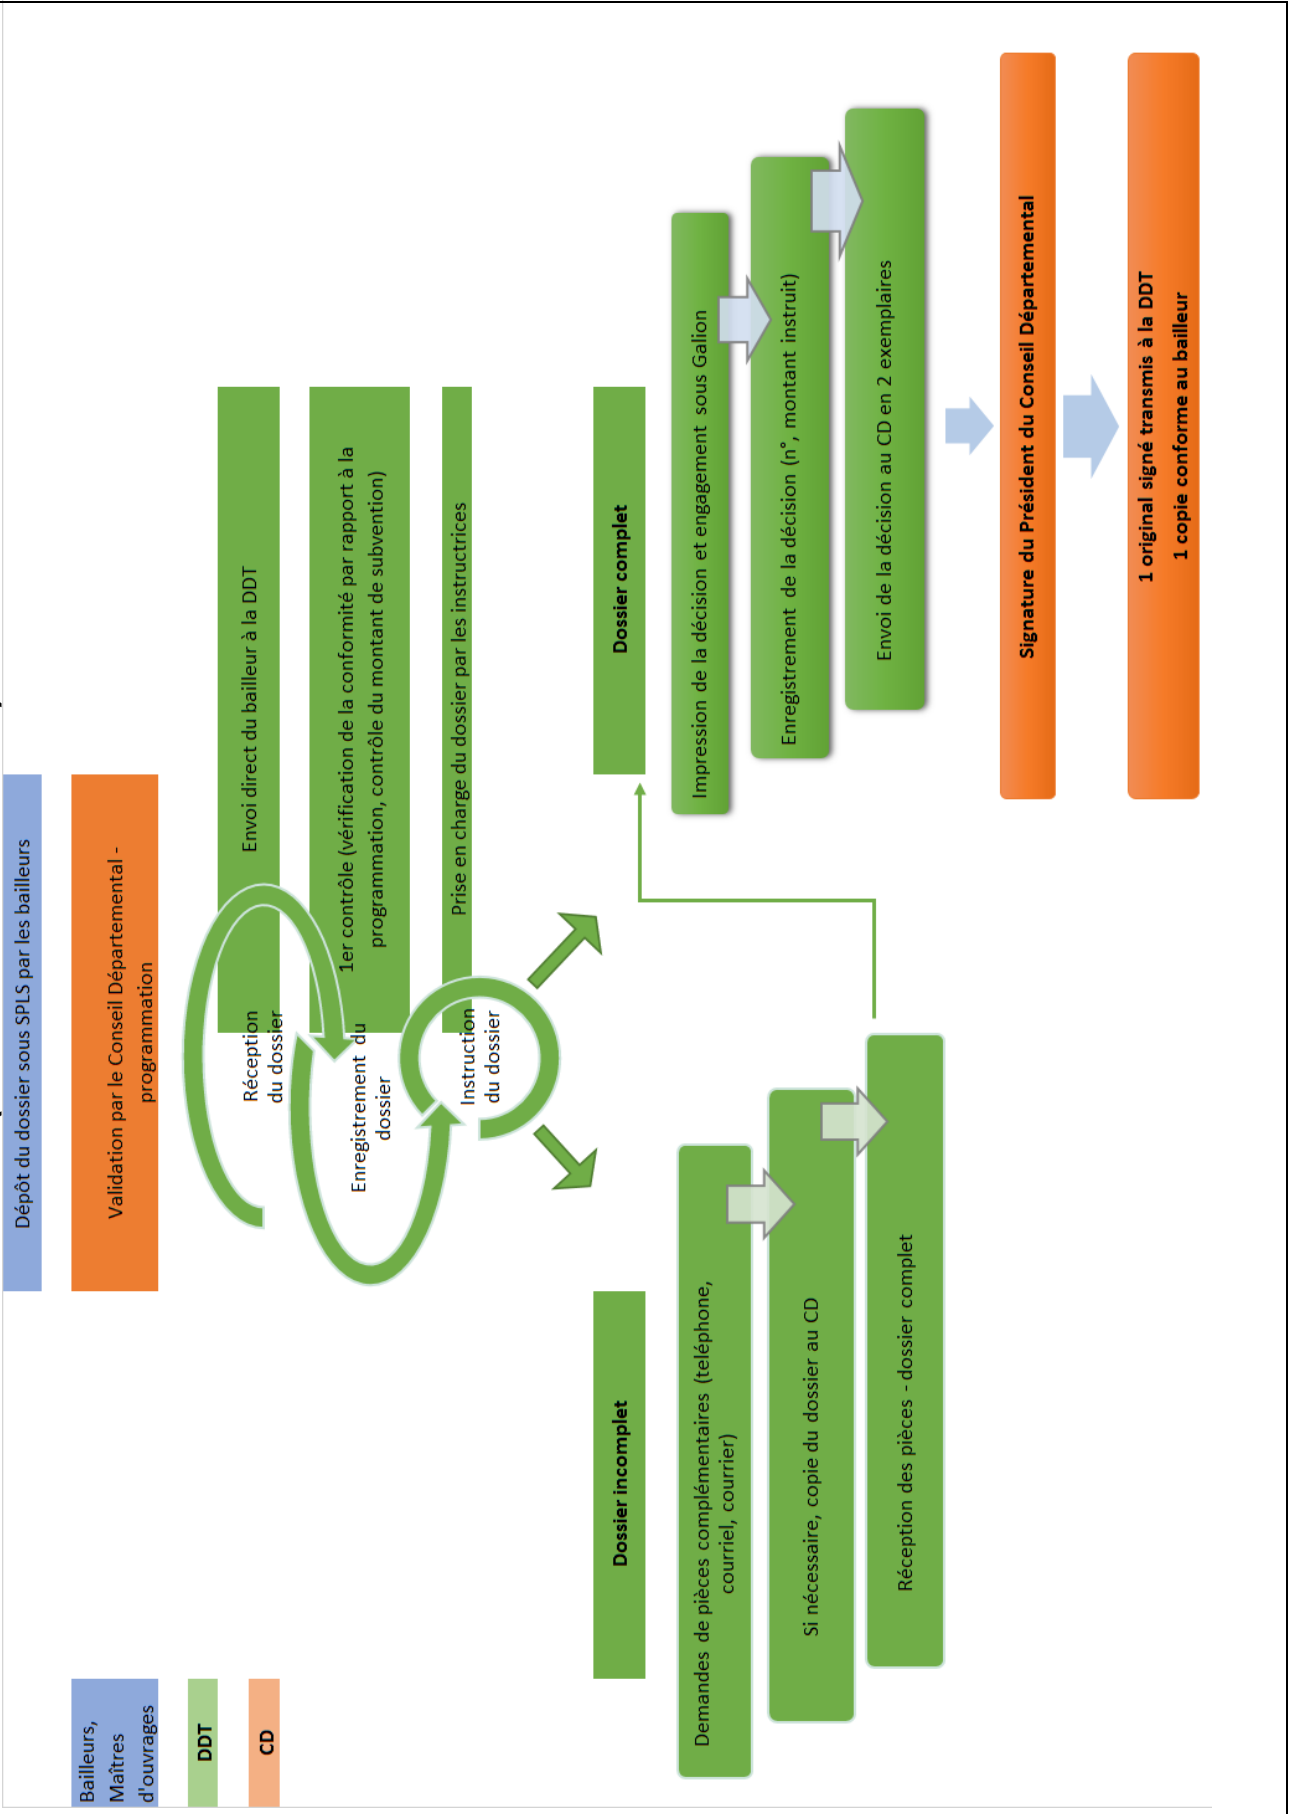 Dépôt du dossier sous SPLS par les bailleurs
Bailleurs,
Maîtres
d'ouvrages
DDT
CD
Validation par le Conseil Départemental -
programmation
Réception
du dossier
Envoi direct du bailleur à la DDT
Enregistrement du
dossier
1er contrôle (vérification de la conformité par rapport à la
programmation, contrôle du montant de subvention)
Instruction
du dossier
Prise en charge du dossier par les instructrices
Dossier incomplet
Demandes de pièces complémentaires (teléphone,
courriel, courrier)
Si nécessaire, copie du dossier au CD
Réception des pièces - dossier complet
Dossier complet
Impression de la décision et engagement sous Galion
Enregistrement de la décision (n°, montant instruit)
Envoi de la décision au CD en 2 exemplaires
Signature du Président du Conseil Départemental
1 original signé transmis à la DDT
1 copie conforme au bailleur